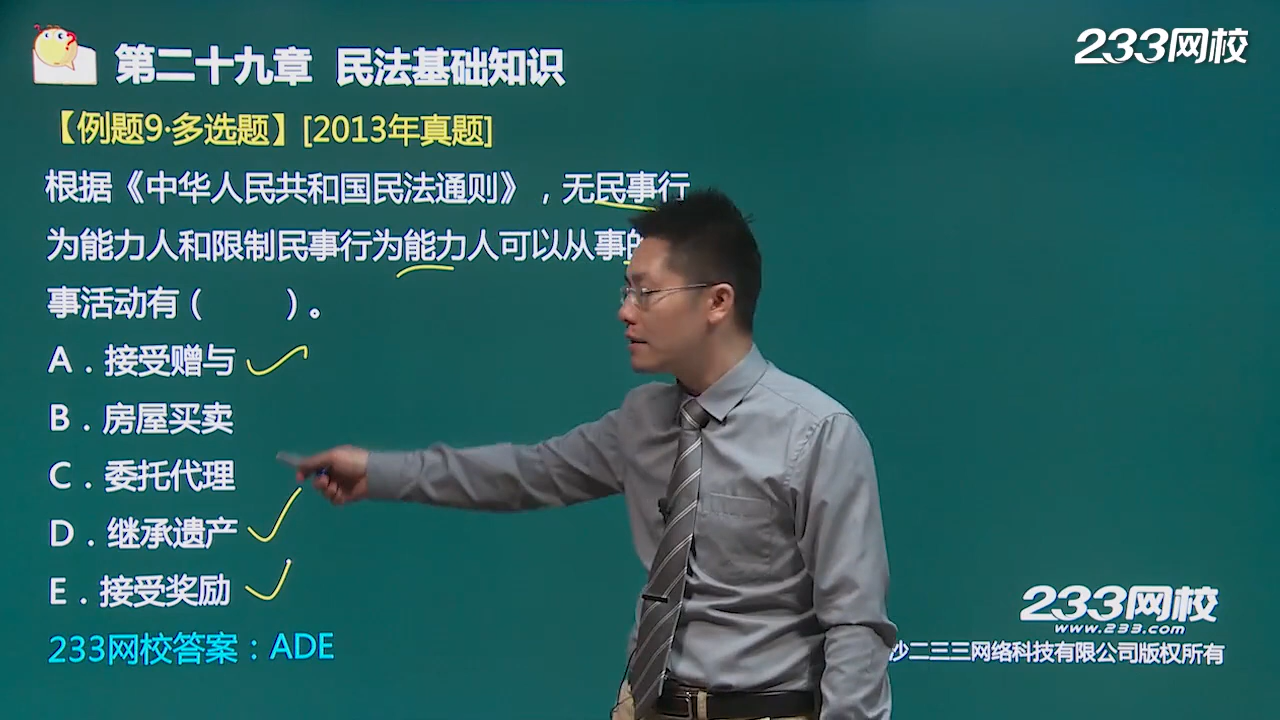 第二十九章 民法基础知识
233网校
【例题9·多选题】[2013年真题]
根据《中华人民共和国民法通则》,无民事行
为能力人和限制民事行为能力人可以从事
事活动有( )。
A.接受赠与
B.房屋买卖
C.委托代理
D.继承遗产
E.接受奖励
233网校答案:ADE
233网校
www.233.com
沙二三三网络科技有限公司版权所有